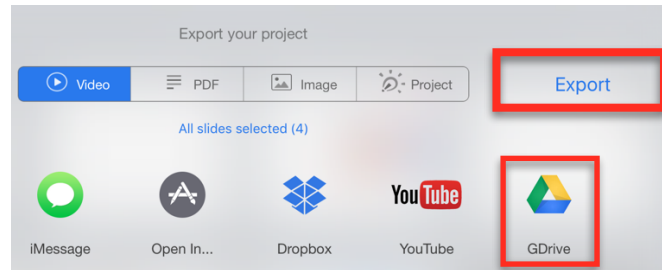 Export your project
Video PDF Image Project Export
All slides selected (4)
You Tube
iMessage Open In... Dropbox YouTube GDrive